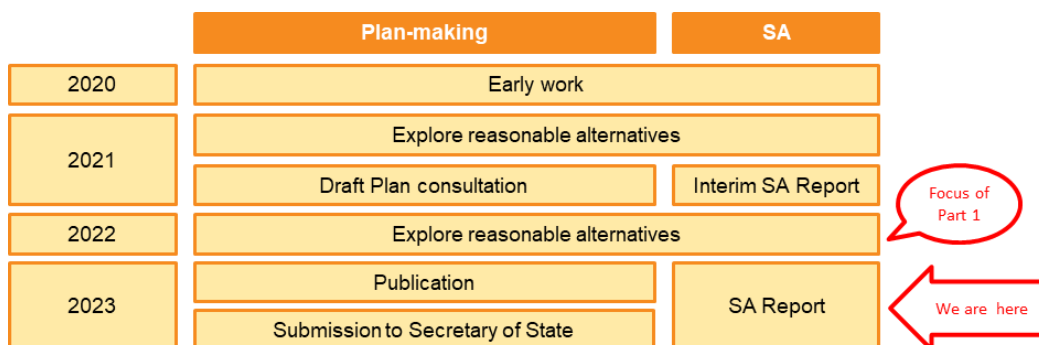 Plan-making
SA
2020
Early work
2021
Explore reasonable alternatives
Draft Plan consultation
Interim SA Report
Focus of
Part 1
2022
Explore reasonable alternatives
2023
Publication
SA Report
We are here
Submission to Secretary of State